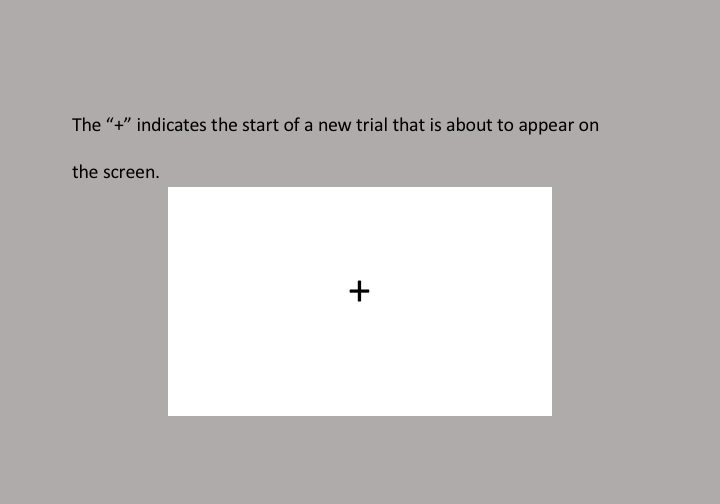 The “+” indicates the start of a new trial that is about to appear on
the screen.
+